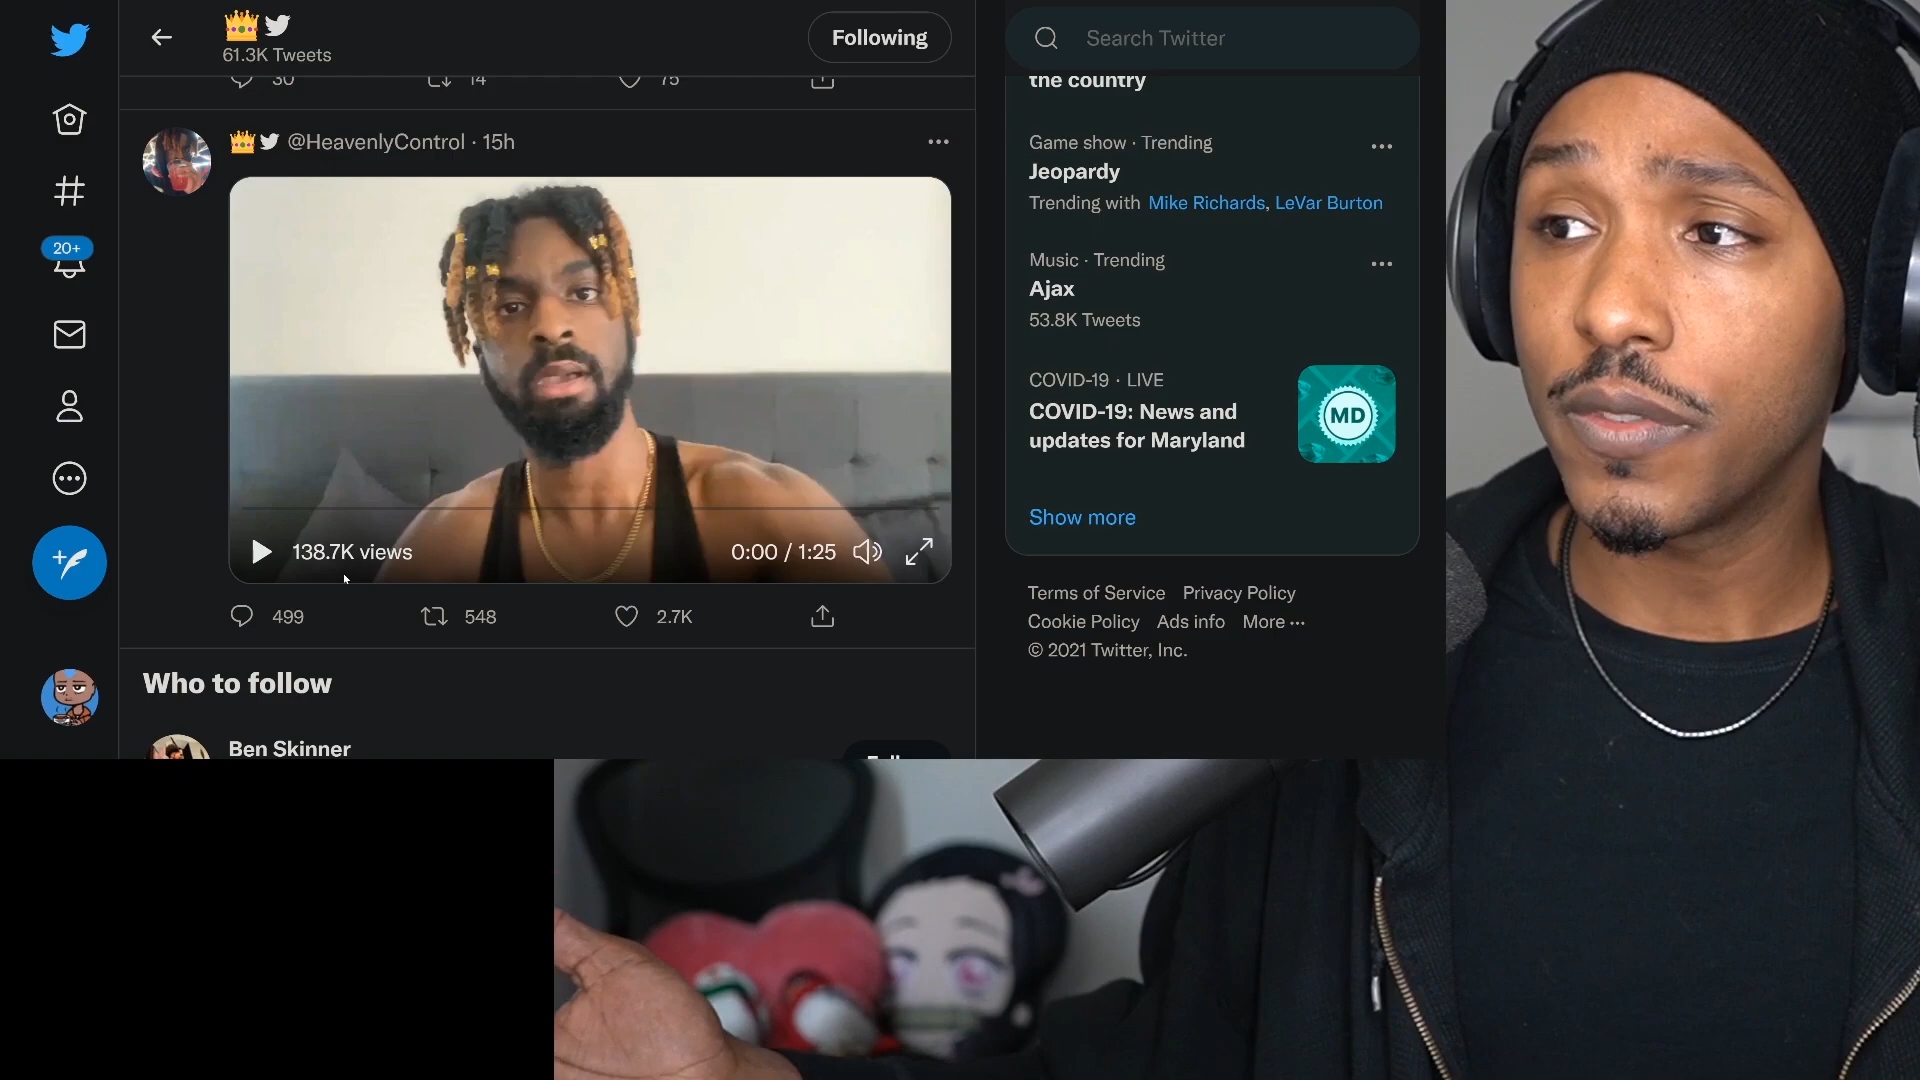 61.3K Tweets
Following
Search Twitter
30 14 75
the country
@HeavenlyControl · 15h
Game show · Trending
Jeopardy
Trending with Mike Richards, LeVar Burton
Music · Trending
Ajax
53.8K Tweets
COVID-19 · LIVE
COVID-19: News and
updates for Maryland
MD
Show more
20+
138.7K views
0:00 / 1:25
499 548 2.7K
Terms of Service Privacy Policy
Cookie Policy Ads info More ···
© 2021 Twitter, Inc.
Who to follow
Ben Skinner